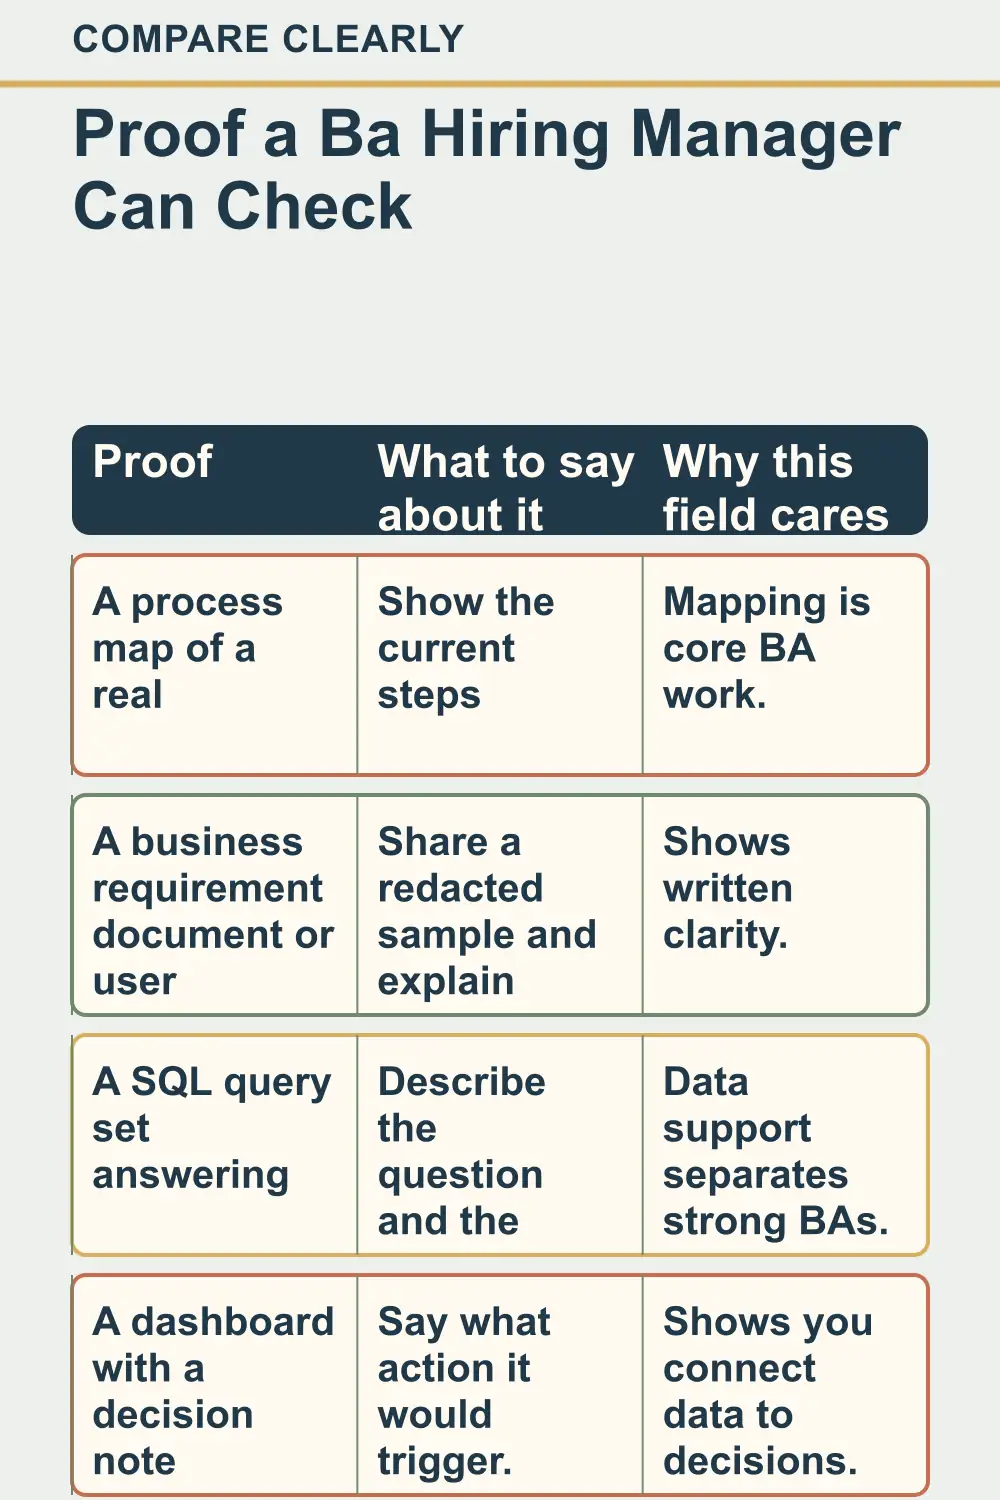 COMPARE CLEARLY
Proof a Ba Hiring Manager
Can Check
Proof
What to say
about it
Why this
field cares
A process
map of a
real
Show the
current
steps
Mapping is
core BA
work.
A business
requirement
document or
user
Share a
redacted
sample and
explain
Shows
written
clarity.
A SQL query
set
answering
Describe
the
question
and the
Data
support
separates
strong BAs.
A dashboard
with a
decision
note
Say what
action it
would
trigger.
Shows you
connect
data to
decisions.